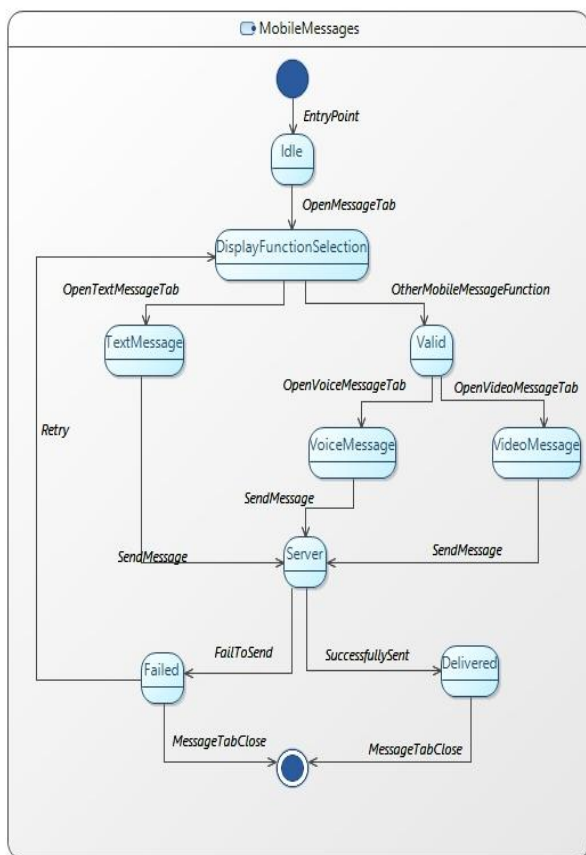 MobileMessages
EntryPoint
Idle
OpenMessageTab
DisplayFunctionSelection
OpenTextMessageTab
OtherMobileMessageFunction
TextMessage
Valid
OpenVoiceMessageTab
OpenVideoMessageTab
Retry
VoiceMessage
VideoMessage
SendMessage
SendMessage
Server
SendMessage
FailToSend
SuccessfullySent
Failed
Delivered
MessageTabClose
MessageTabClose